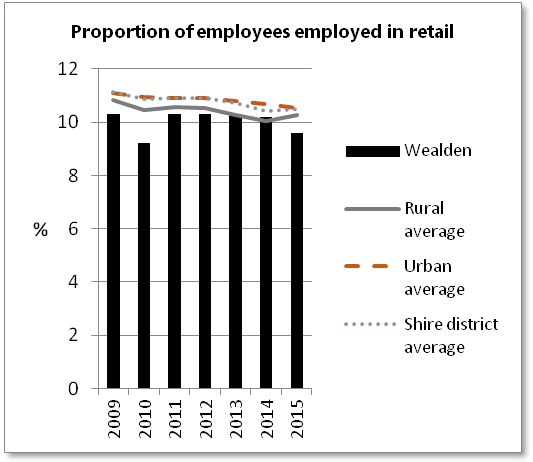 Proportion of employees employed in retail
12
10
8
6
4
2
0
%
2009
2010
2011
2012
2013
2014
2015
Wealden
Rural
average
Urban
average
Shire district
average